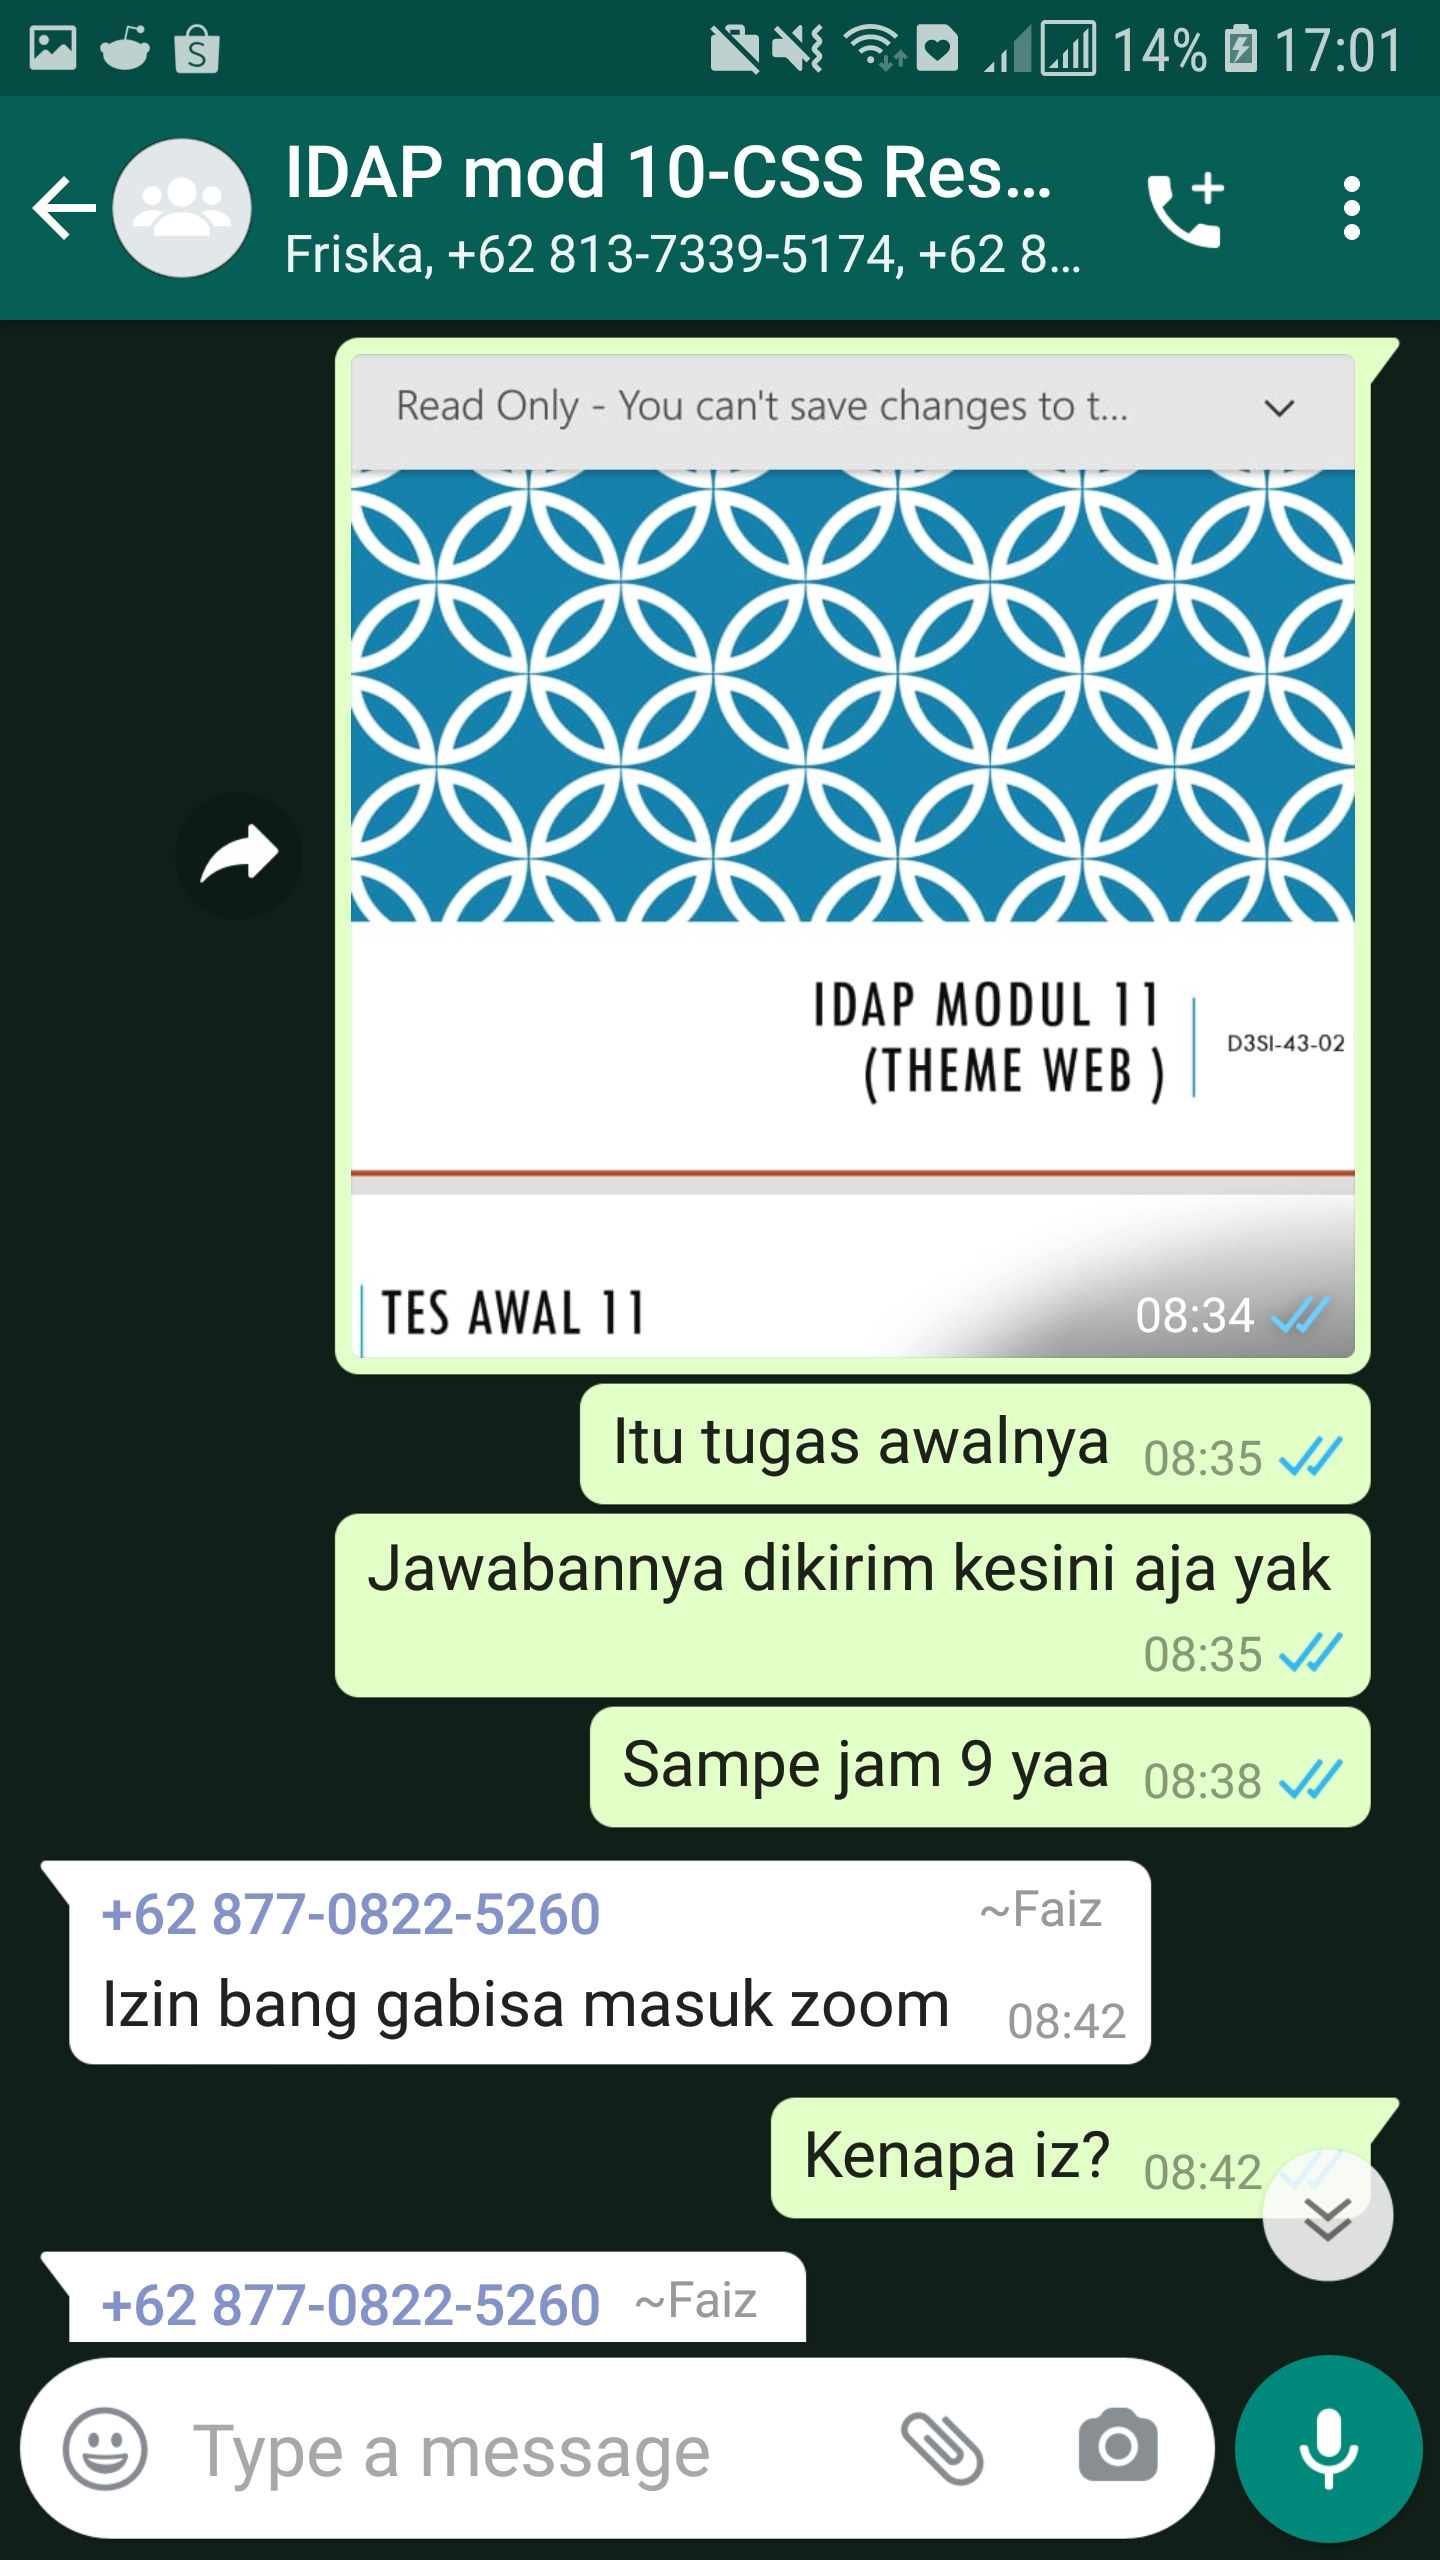 14% 17:01
IDAP mod 10-CSS Res...
Friska, +62 813-7339-5174, +62 8...
Read Only - You can't save changes to t...
IDAP MODUL 11
(THEME WEB )
D3SI-43-02
TES AWAL 11
08:34
Itu tugas awalnya 08:35
Jawabannya dikirim kesini aja yak
08:35
Sampe jam 9 yaa 08:38
+62 877-0822-5260 ~Faiz
Izin bang gabisa masuk zoom 08:42
Kenapa iz? 08:42
+62 877-0822-5260 ~Faiz
Type a message